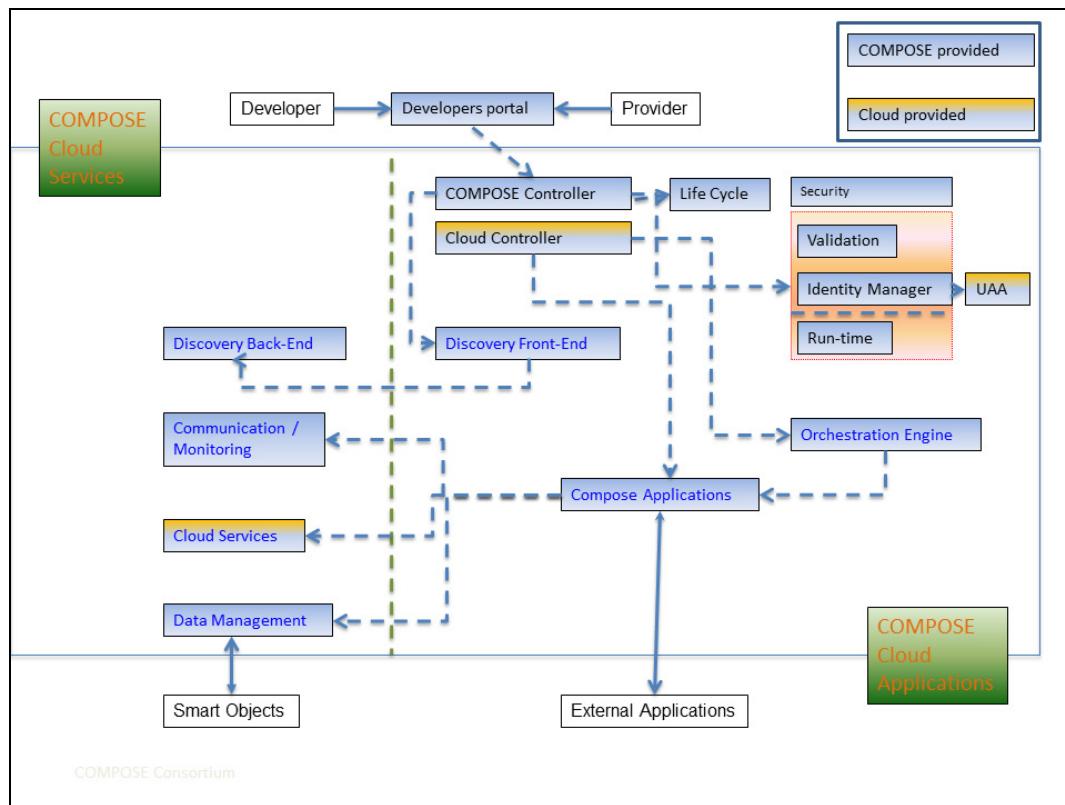 COMPOSE provided
Cloud provided
COMPOSE
Cloud
Services
Developer
Developers portal
Provider
COMPOSE Controller
Life Cycle
Security
Cloud Controller
Validation
Identity Manager
UAA
Run-time
Discovery Back-End
Discovery Front-End
Communication /
Monitoring
Orchestration Engine
Compose Applications
Cloud Services
Data Management
COMPOSE
Cloud
Applications
Smart Objects
External Applications
COMPOSE Consortium